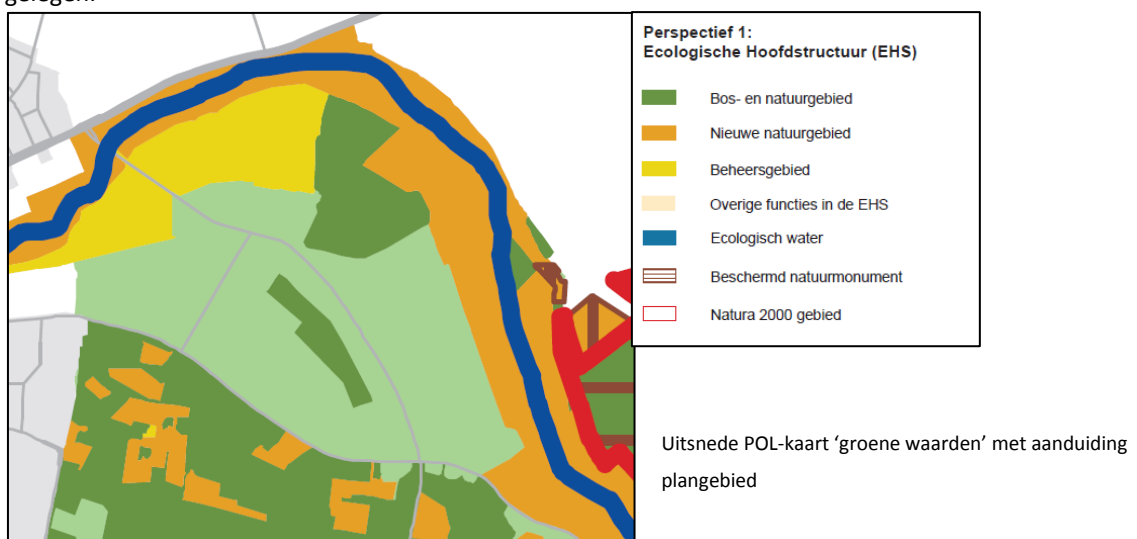 gelegen.
Perspectief 1:
Ecologische Hoofdstructuur (EHS)
Bos- en natuurgebied
Nieuwe natuurgebied
Beheersgebied
Overige functies in de EHS
Ecologisch water
Beschermd natuurmonument
Natura 2000 gebied
Uitsnede POL-kaart ‘groene waarden’ met aanduiding
plangebied